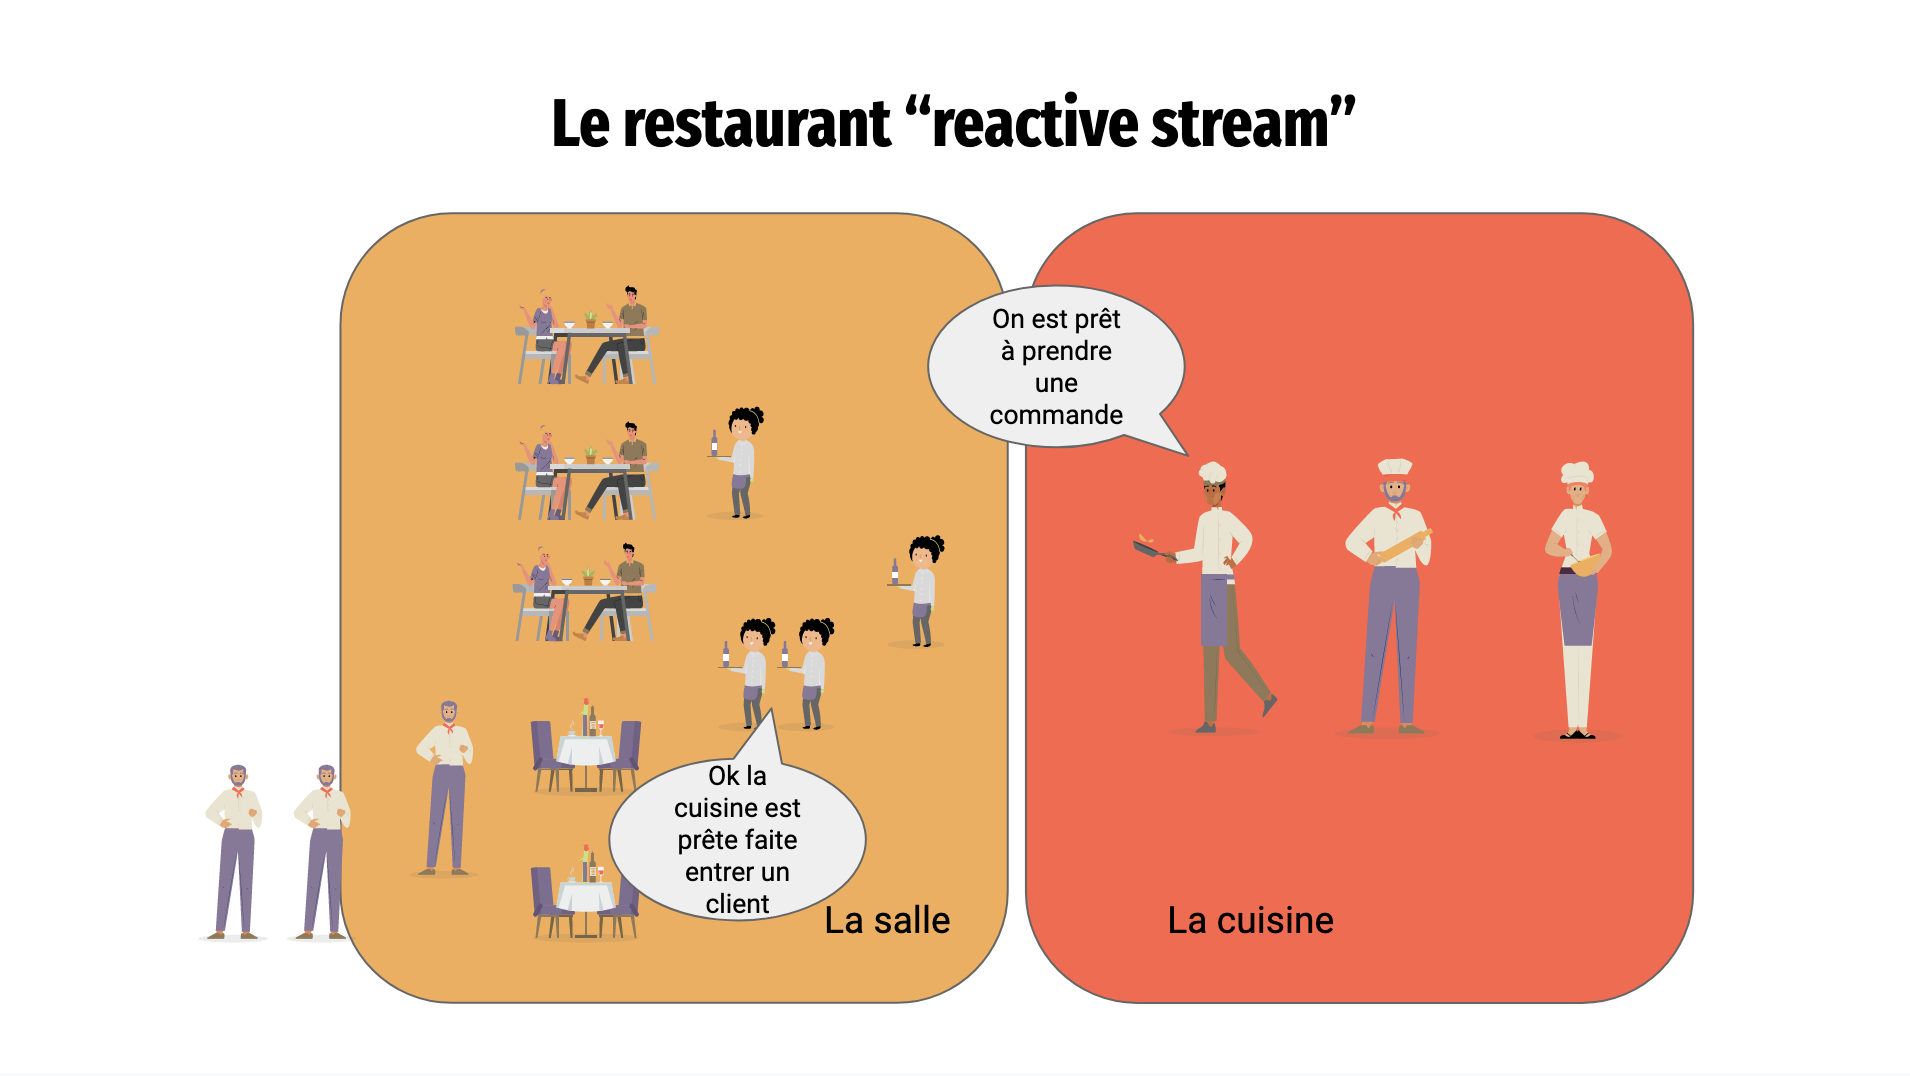 Le restaurant “reactive stream”
On est prêt
à prendre
une
commande
Ok la
cuisine est
prête faite
entrer un
client
La salle
La cuisine